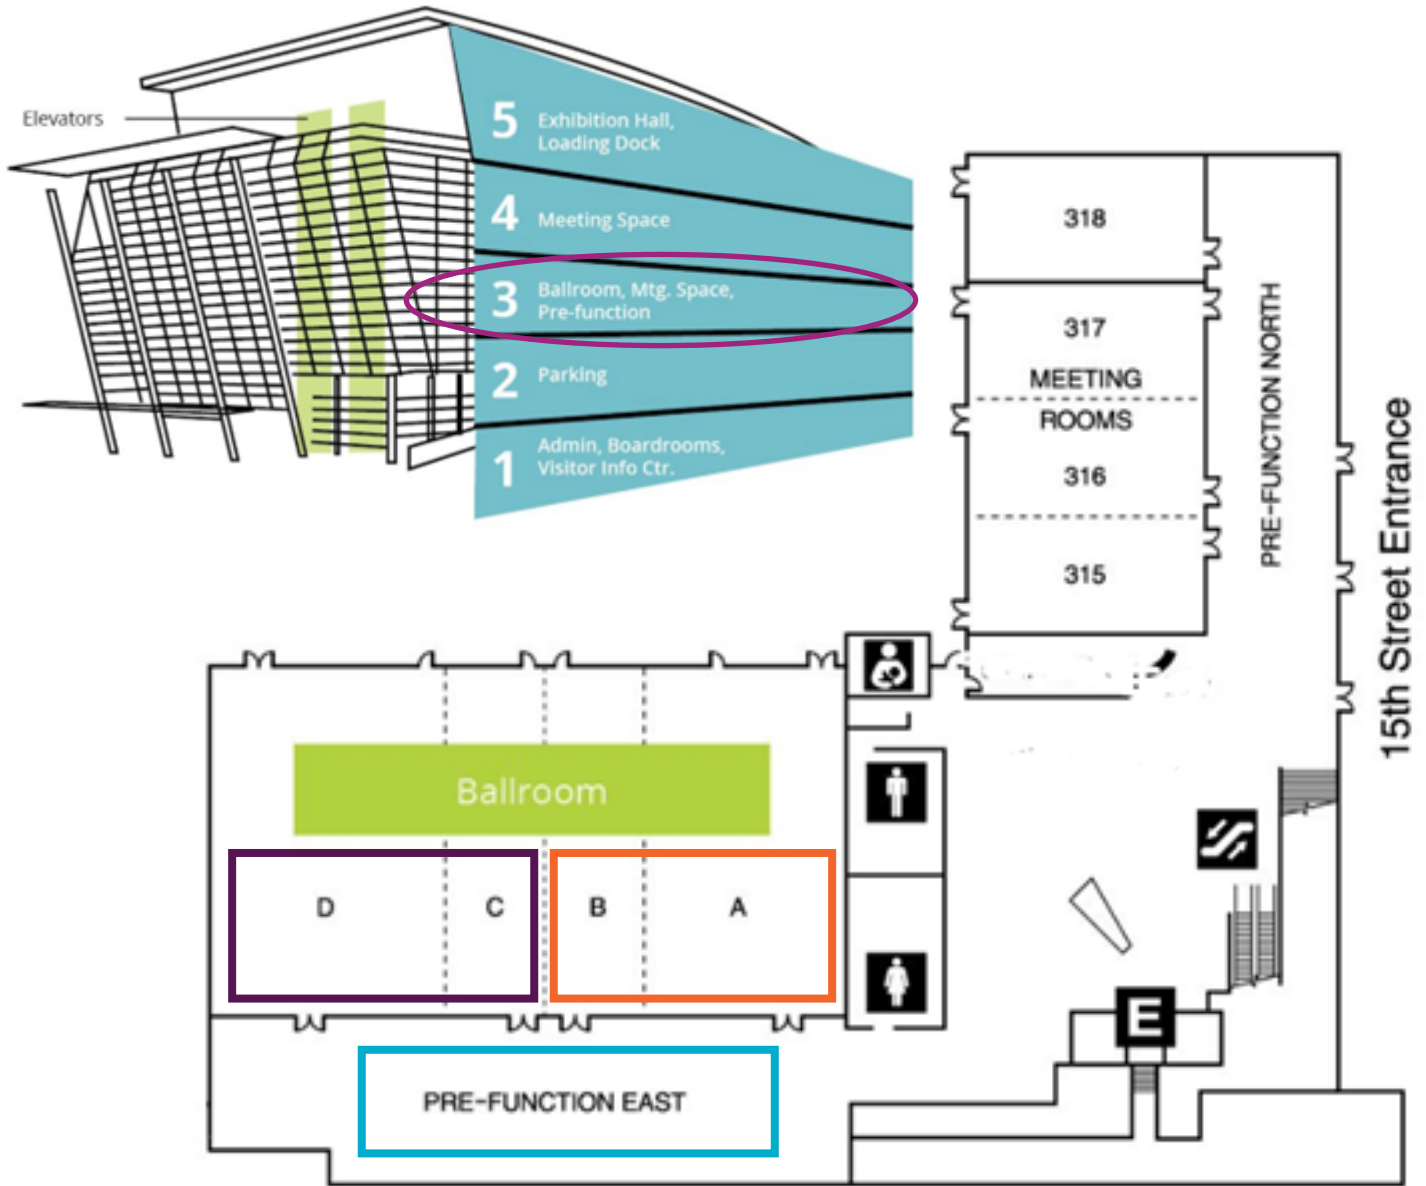 Elevators
5
Exhibition Hall,
Loading Dock
4
Meeting Space
3
Ballroom, Mtg. Space,
Pre-function
2
Parking
1
Admin, Boardrooms,
Visitor Info Ctr.
318
317
MEETING
ROOMS
316
315
PRE-FUNCTION NORTH
15th Street Entrance
Ballroom
D
C
B
A
E
PRE-FUNCTION EAST